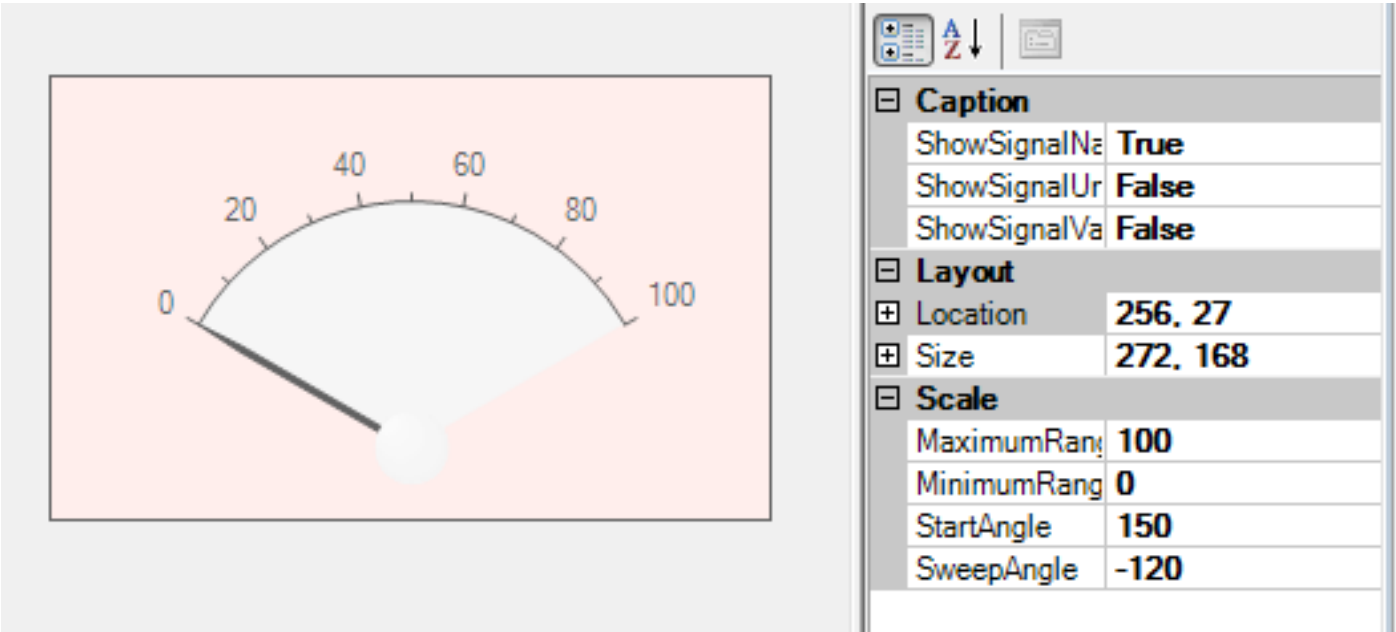 40 60
20 80
0 100
A
Z
Caption
ShowSignalNa True
ShowSignalUr False
ShowSignalVa False
Layout
Location 256, 27
Size 272, 168
Scale
MaximumRang 100
MinimumRang 0
StartAngle 150
SweepAngle -120